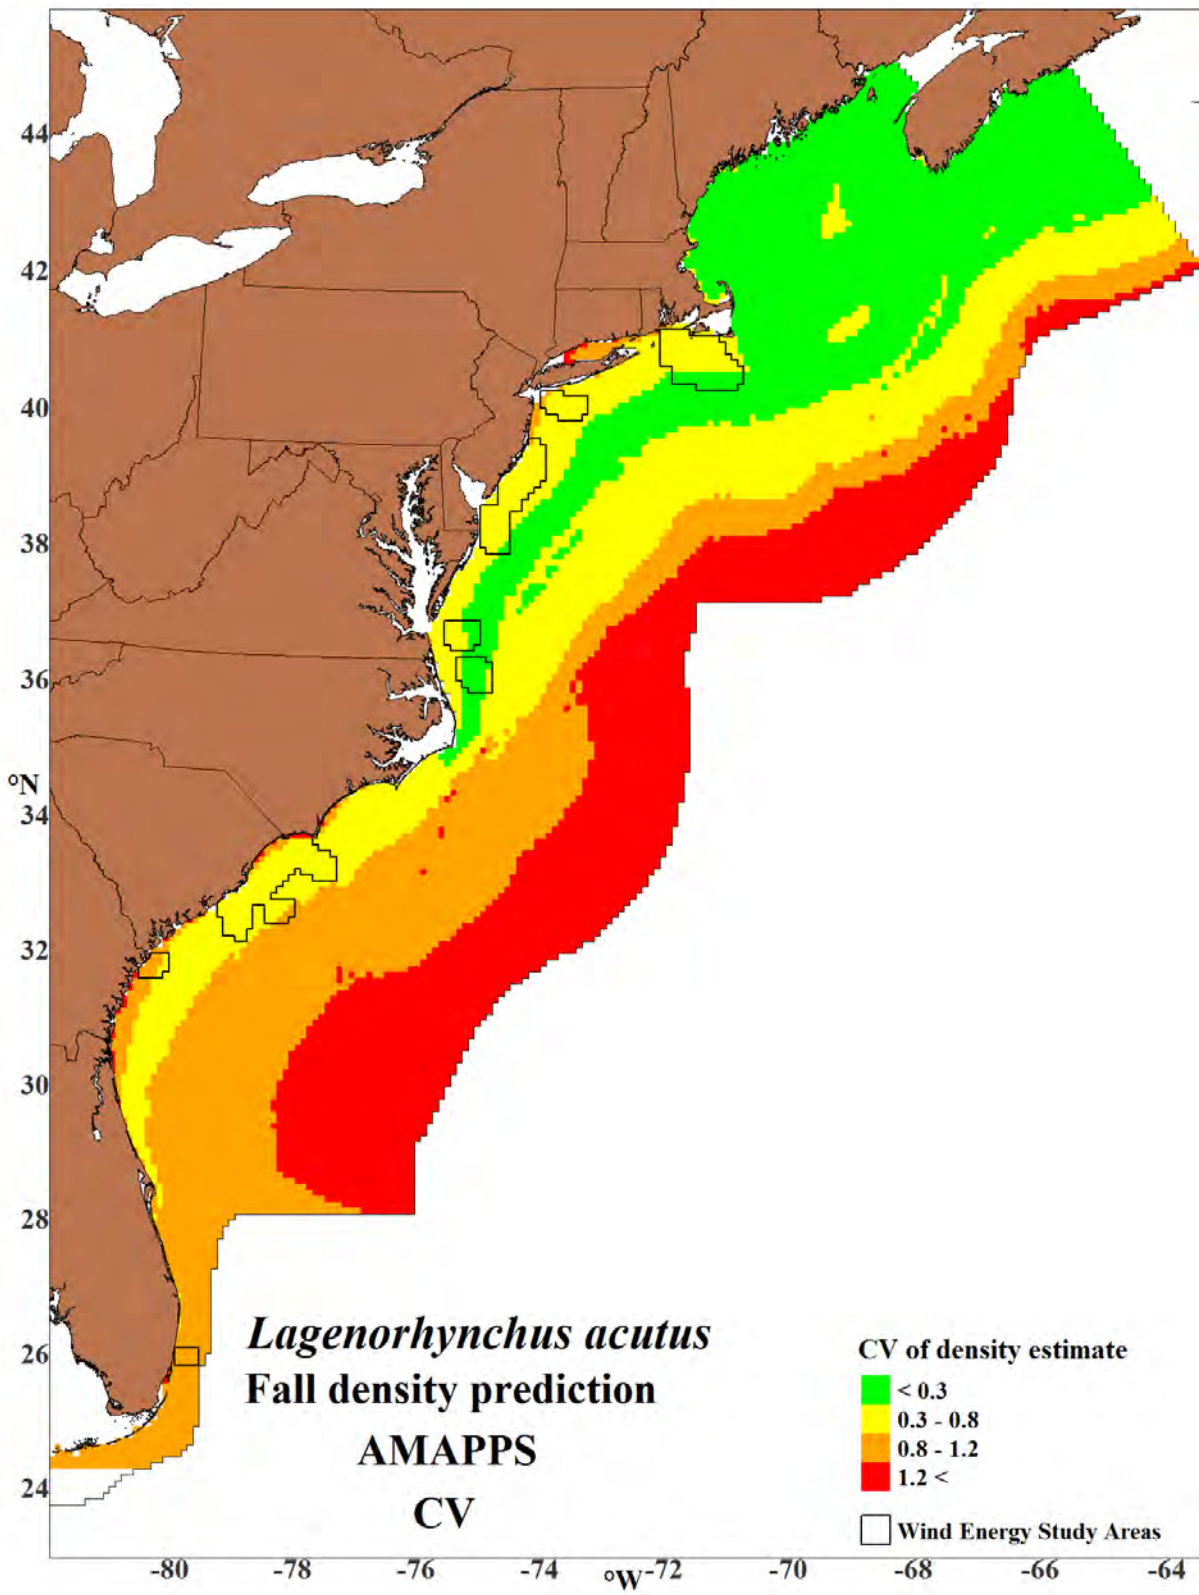 44
42
40
38
36
°N
34
32
30
28
26
24
Lagenorhynchus acutus
Fall density prediction
AMAPPS
CV
CV of density estimate
< 0.3
0.3 - 0.8
0.8 - 1.2
1.2 <
Wind Energy Study Areas
-80 -78 -76 -74 °W -72 -70 -68 -66 -64